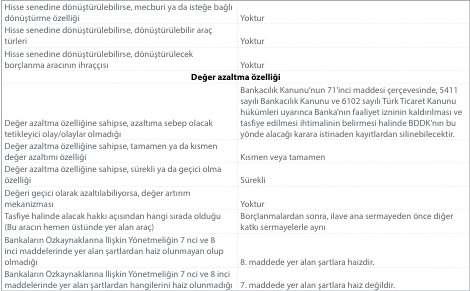 Hisse senedine dönüştürülebilirse, mecburi ya da isteğe bağlı
dönüştürme özelliği Yoktur
Hisse senedine dönüştürülebilirse, dönüştürülebilir araç
türleri Yoktur
Hisse senedine dönüştürülebilirse, dönüştürülecek
borçlanma aracının ihraççısı Yoktur
Değer azaltma özelliği
Bankacılık Kanunu'nun 71'inci maddesi çerçevesinde, 5411
sayılı Bankacılık Kanunu ve 6102 sayılı Türk Ticaret Kanunu
hükümleri uyarınca Banka'nın faaliyet izninin kaldırılması ve
Değer azaltma özelliğine sahipse, azaltıma sebep olacak tasfiye edilmesi ihtimalinin belirmesi halinde BDDK'nın bu
tetikleyici olay/olaylar olmadığı yönde alacağı karara istinaden kayıtlardan silinebilecektir.
Değer azaltma özelliğine sahipse, tamamen ya da kısmen
değer azaltımı özelliği Kısmen veya tamamen
Değer azaltma özelliğine sahipse, sürekli ya da geçici olma
özelliği Sürekli
Değeri geçici olarak azaltılabiliyorsa, değer artırım
mekanizması Yoktur
Tasfiye halinde alacak hakkı açısından hangi sırada olduğu Borçlanmalardan sonra, ilave ana sermayeden önce diğer
(Bu aracın hemen üstünde yer alan araç) katkı sermayelerle aynı
Bankaların Özkaynaklarına İlişkin Yönetmeliğin 7 nci ve 8
inci maddelerinde yer alan şartlardan haiz olunmayan olup
olmadığı 8. maddede yer alan şartlara haizdir.
Bankaların Özkaynaklarına İlişkin Yönetmeliğin 7 nci ve 8 inci
maddelerinde yer alan şartlardan hangilerini haiz olunmadığı 7. maddede yer alan şartlara haiz değildir.